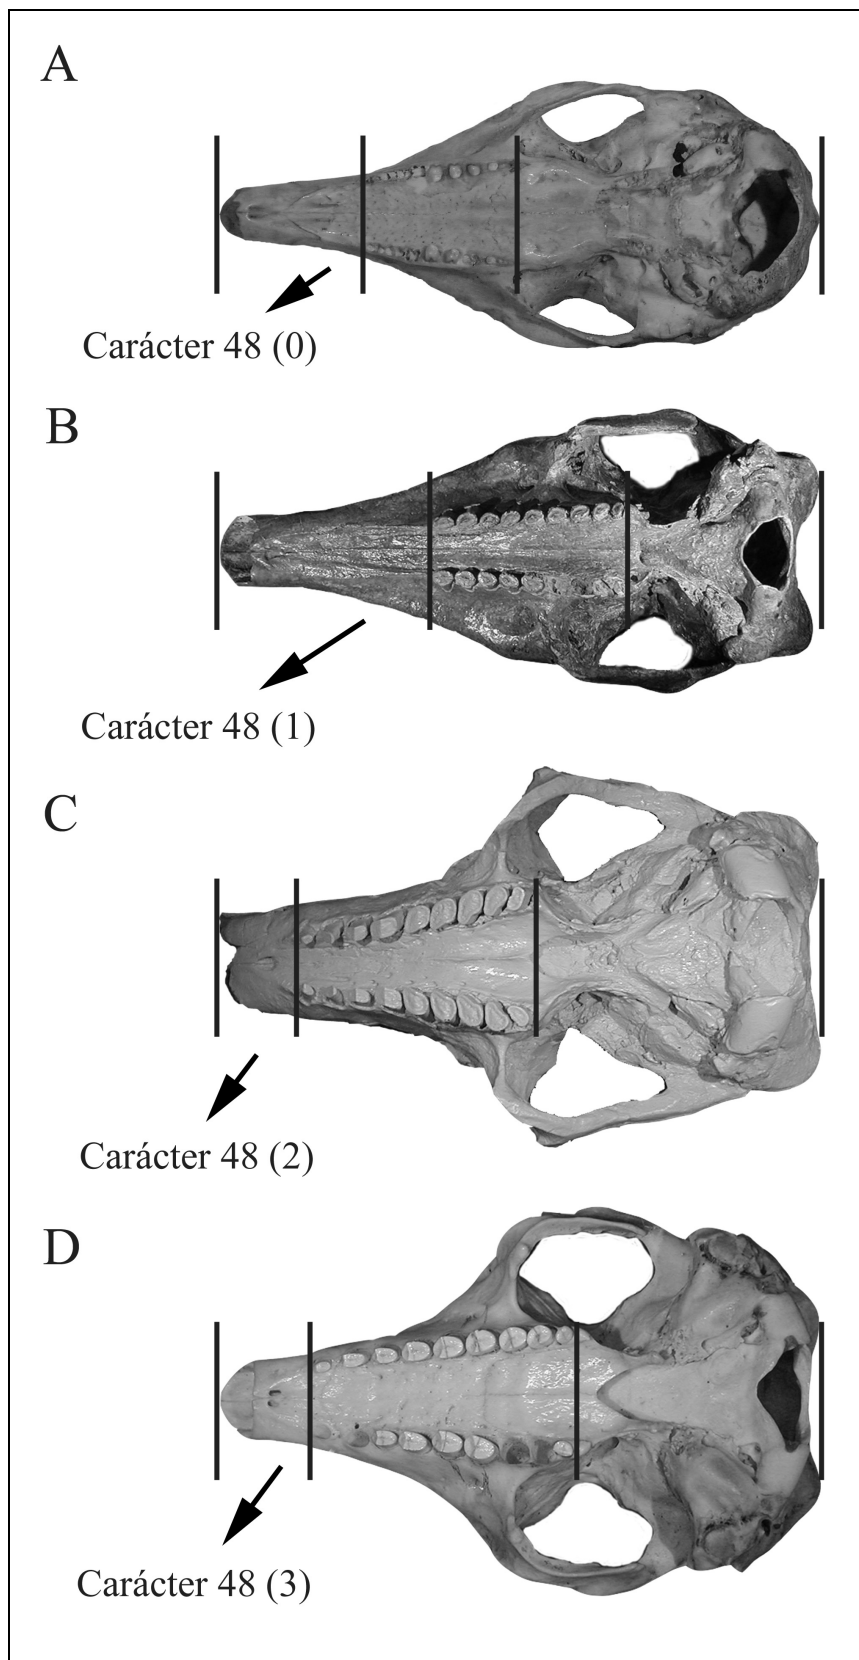 A
Carácter 48 (0)
B
Carácter 48 (1)
C
Carácter 48 (2)
D
Carácter 48 (3)